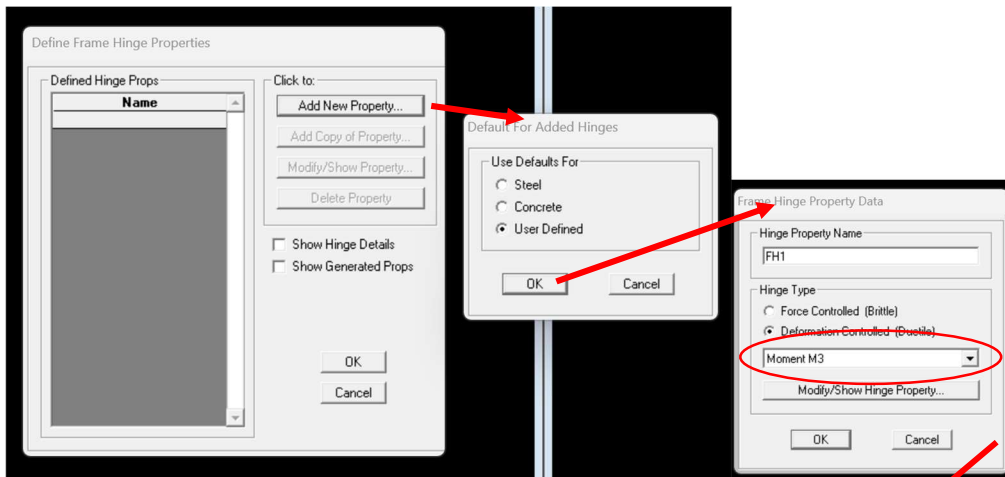 Define Frame Hinge Properties
Defined Hinge Props
Name
Click to:
Add New Property...
Add Copy of Property...
Modify/Show Property...
Delete Property
Show Hinge Details
Show Generated Props
OK
Cancel
Default For Added Hinges
Use Defaults For
Steel
Concrete
User Defined
OK
Cancel
Frame Hinge Property Data
Hinge Property Name
FH1
Hinge Type
Force Controlled (Brittle)
Deformation Controlled (Ductile)
Moment M3
Modify/Show Hinge Property...
OK
Cancel